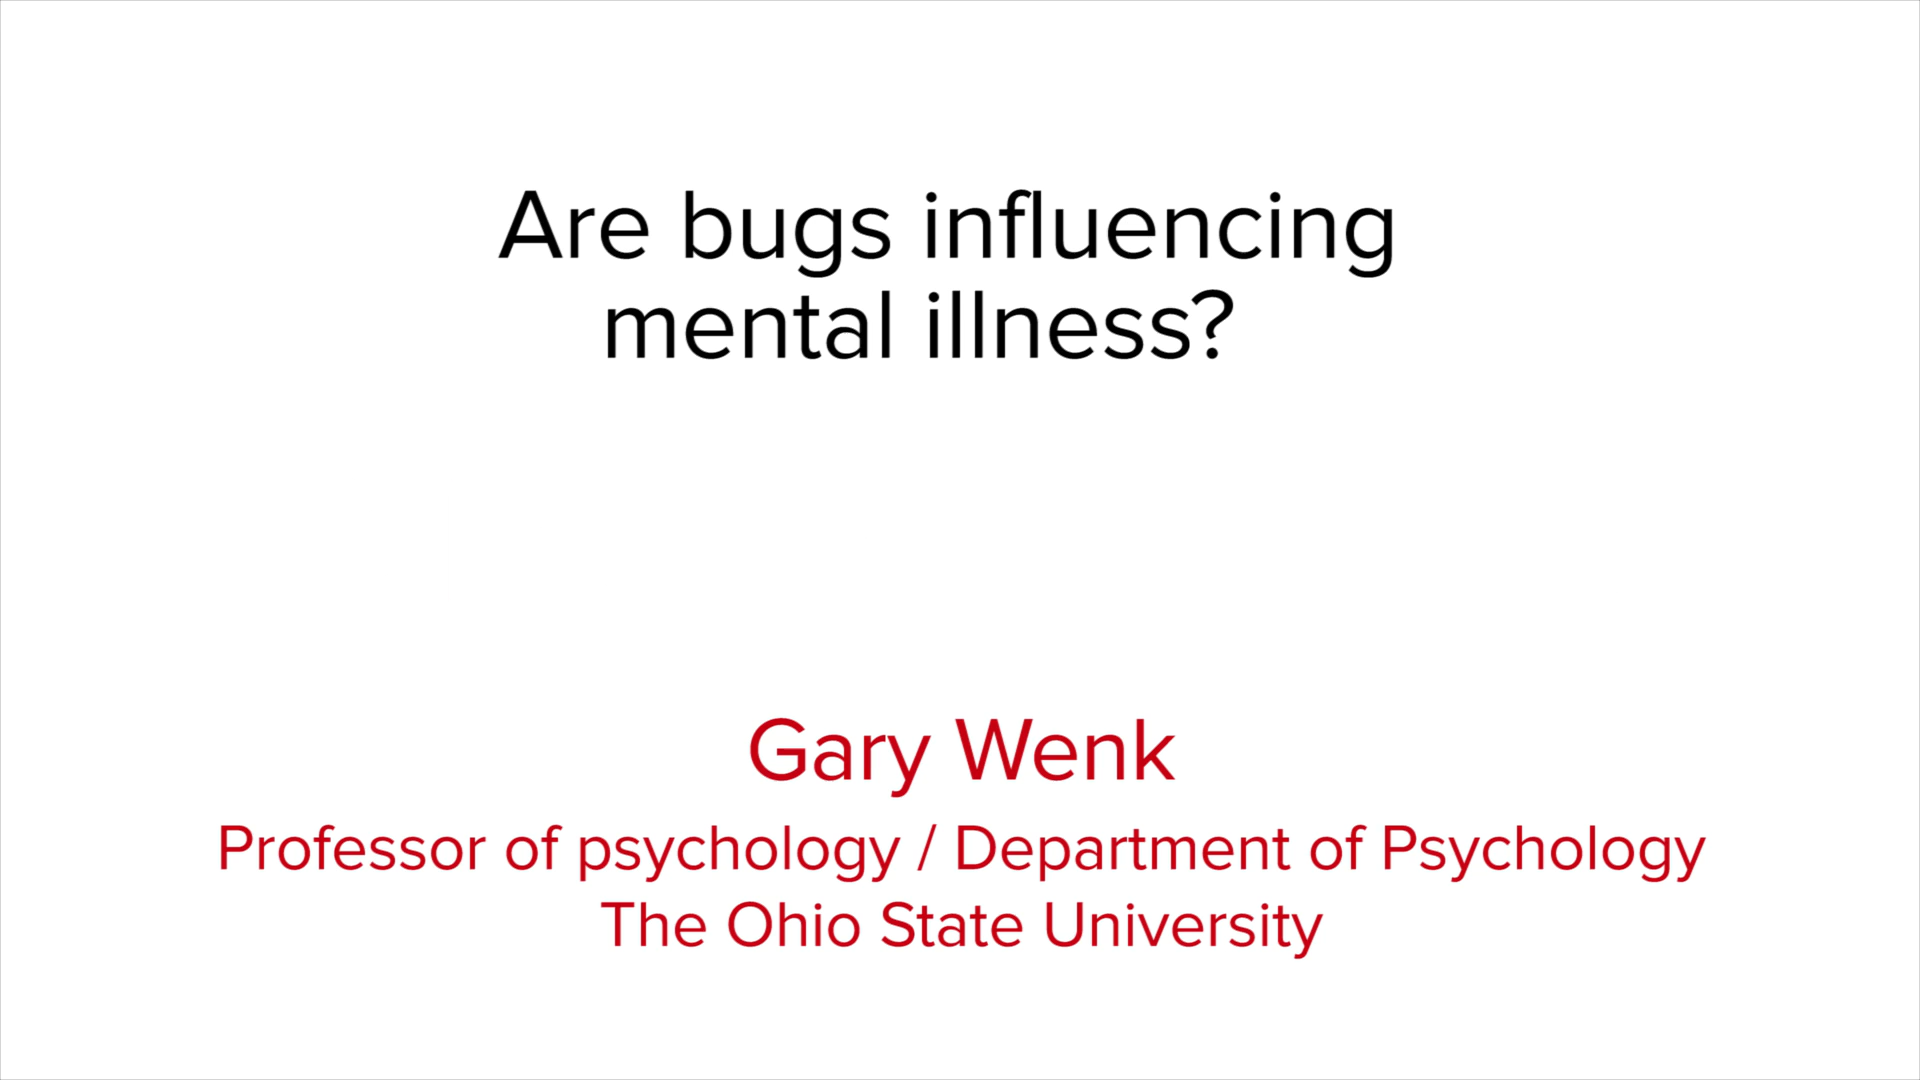 Are bugs influencing
mental illness?
Gary Wenk
Professor of psychology / Department of Psychology
The Ohio State University